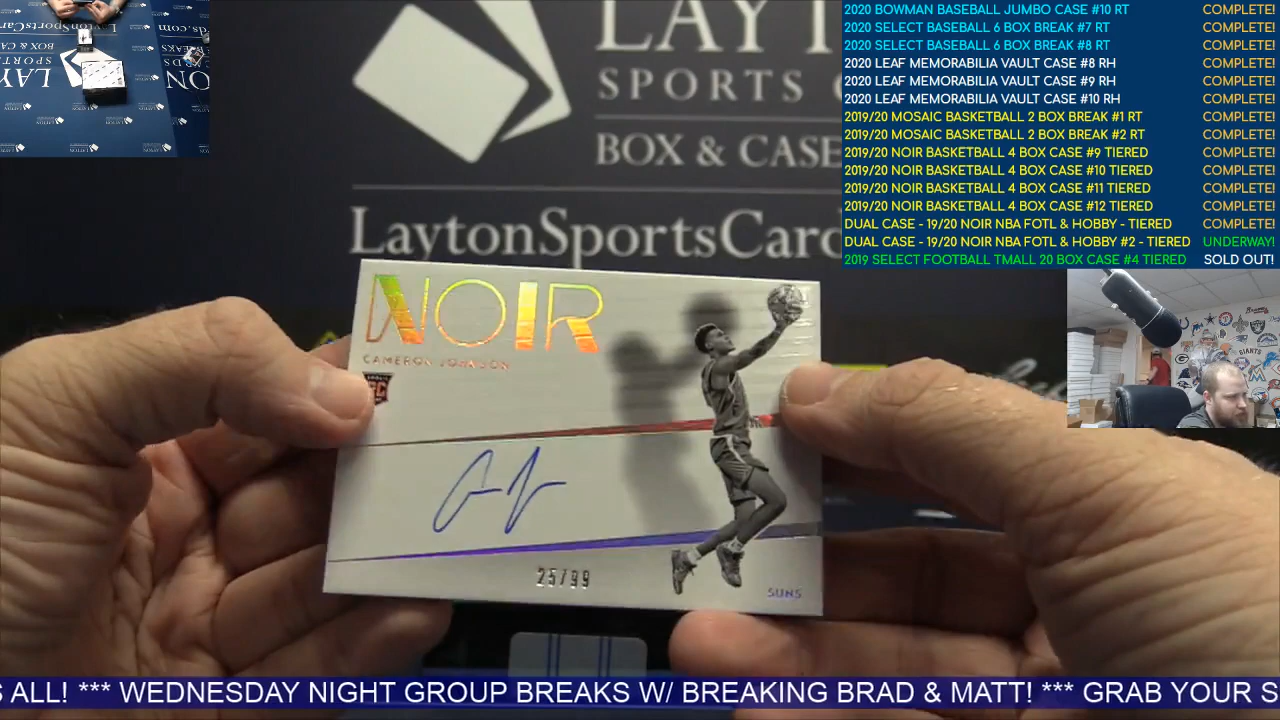 2020 BOWMAN BASEBALL JUMBO CASE #10 RT COMPLETE!
2020 SELECT BASEBALL 6 BOX BREAK #7 RT COMPLETE!
2020 SELECT BASEBALL 6 BOX BREAK #8 RT COMPLETE!
2020 LEAF MEMORABILIA VAULT CASE #8 RH COMPLETE!
2020 LEAF MEMORABILIA VAULT CASE #9 RH COMPLETE!
2020 LEAF MEMORABILIA VAULT CASE #10 RH COMPLETE!
2019/20 MOSAIC BASKETBALL 2 BOX BREAK #1 RT COMPLETE!
2019/20 MOSAIC BASKETBALL 2 BOX BREAK #2 RT COMPLETE!
2019/20 NOIR BASKETBALL 4 BOX CASE #9 TIERED COMPLETE!
2019/20 NOIR BASKETBALL 4 BOX CASE #10 TIERED COMPLETE!
2019/20 NOIR BASKETBALL 4 BOX CASE #11 TIERED COMPLETE!
2019/20 NOIR BASKETBALL 4 BOX CASE #12 TIERED COMPLETE!
DUAL CASE - 19/20 NOIR NBA FOTL & HOBBY - TIERED COMPLETE!
DUAL CASE - 19/20 NOIR NBA FOTL & HOBBY #2 - TIERED UNDERWAY!
2019 SELECT FOOTBALL TMALL 20 BOX CASE #4 TIERED SOLD OUT!
LAYT
SPORTS
BOX & CASE
LaytonSportsCard
NOIR
CAMERON JOHNSON
RC
25/99
SUNS
GIANTS
S ALL! *** WEDNESDAY NIGHT GROUP BREAKS W/ BREAKING BRAD & MATT! *** GRAB YOUR S